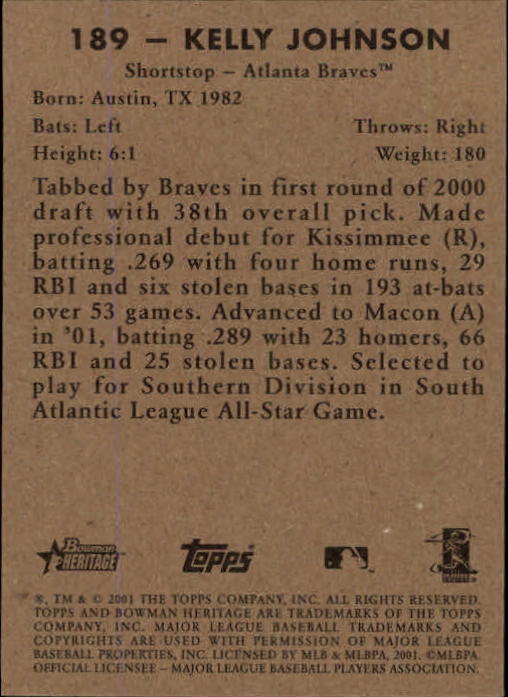 189 – KELLY JOHNSON
Shortstop – Atlanta Braves™
Born: Austin, TX 1982
Bats: Left Throws: Right
Height: 6:1 Weight: 180
Tabbed by Braves in first round of 2000
draft with 38th overall pick. Made
professional debut for Kissimmee (R),
batting .269 with four home runs, 29
RBI and six stolen bases in 193 at-bats
over 53 games. Advanced to Macon (A)
in '01, batting .289 with 23 homers, 66
RBI and 25 stolen bases. Selected to
play for Southern Division in South
Atlantic League All-Star Game.
Bowman
HERITAGE
Topps
®, TM & © 2001 THE TOPPS COMPANY, INC. ALL RIGHTS RESERVED.
TOPPS AND BOWMAN HERITAGE ARE TRADEMARKS OF THE TOPPS
COMPANY, INC. MAJOR LEAGUE BASEBALL TRADEMARKS AND
COPYRIGHTS ARE USED WITH PERMISSION OF MAJOR LEAGUE
BASEBALL PROPERTIES, INC. LICENSED BY MLB & MLBPA, 2001. ©MLBPA.
OFFICIAL LICENSEE – MAJOR LEAGUE BASEBALL PLAYERS ASSOCIATION.